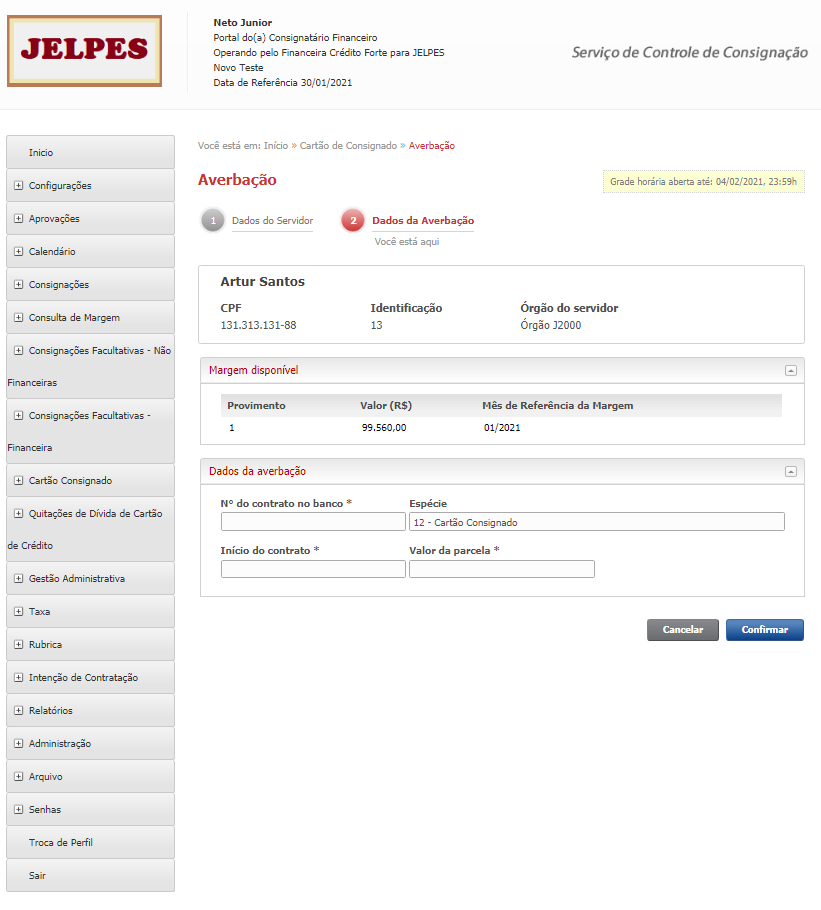 JELPES
Neto Junior
Portal do(a) Consignatário Financeiro
Operando pelo Financeira Crédito Forte para JELPES
Novo Teste
Data de Referência 30/01/2021
Serviço de Controle de Consignação
Inicio
Configurações
Aprovações
Calendário
Consignações
Consulta de Margem
Consignações Facultativas - Não
Financeiras
Consignações Facultativas -
Financeira
Cartão Consignado
Quitações de Dívida de Cartão
de Crédito
Gestão Administrativa
Taxa
Rubrica
Intenção de Contratação
Relatórios
Administração
Arquivo
Senhas
Troca de Perfil
Sair
Você está em: Início » Cartão de Consignado » Averbação
Averbação
Grade horária aberta até: 04/02/2021, 23:59h
1 Dados do Servidor
2 Dados da Averbação
Você está aqui
Artur Santos
CPF Identificação Órgão do servidor
131.313.131-88 13 Órgão J2000
Margem disponível
Provimento Valor (R$) Mês de Referência da Margem
1 99.560,00 01/2021
Dados da averbação
Nº do contrato no banco * Espécie
12 - Cartão Consignado
Início do contrato * Valor da parcela *
Cancelar Confirmar